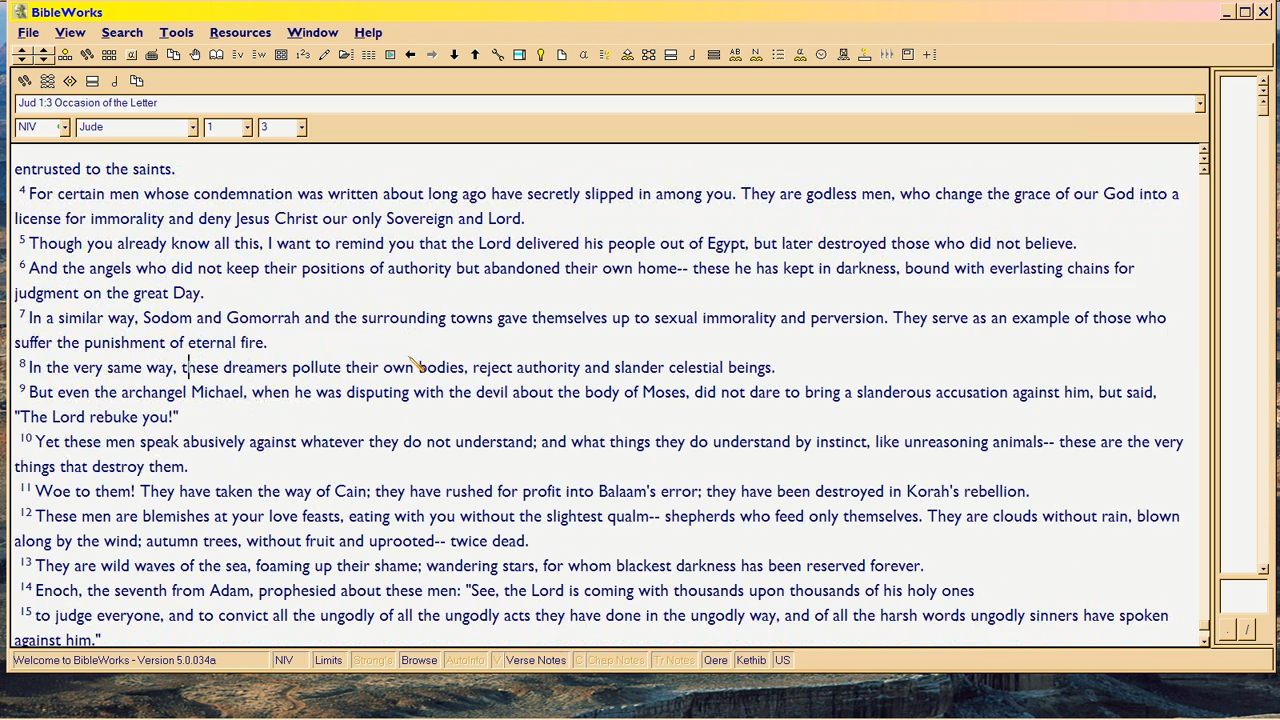 BibleWorks
File View Search Tools Resources Window Help
Jud 1:3 Occasion of the Letter
NIV Jude 1 3
entrusted to the saints.
4 For certain men whose condemnation was written about long ago have secretly slipped in among you. They are godless men, who change the grace of our God into a
license for immorality and deny Jesus Christ our only Sovereign and Lord.
5 Though you already know all this, I want to remind you that the Lord delivered his people out of Egypt, but later destroyed those who did not believe.
6 And the angels who did not keep their positions of authority but abandoned their own home-- these he has kept in darkness, bound with everlasting chains for
judgment on the great Day.
7 In a similar way, Sodom and Gomorrah and the surrounding towns gave themselves up to sexual immorality and perversion. They serve as an example of those who
suffer the punishment of eternal fire.
8 In the very same way, these dreamers pollute their own bodies, reject authority and slander celestial beings.
9 But even the archangel Michael, when he was disputing with the devil about the body of Moses, did not dare to bring a slanderous accusation against him, but said,
"The Lord rebuke you!"
10 Yet these men speak abusively against whatever they do not understand; and what things they do understand by instinct, like unreasoning animals-- these are the very
things that destroy them.
11 Woe to them! They have taken the way of Cain; they have rushed for profit into Balaam's error; they have been destroyed in Korah's rebellion.
12 These men are blemishes at your love feasts, eating with you without the slightest qualm-- shepherds who feed only themselves. They are clouds without rain, blown
along by the wind; autumn trees, without fruit and uprooted-- twice dead.
13 They are wild waves of the sea, foaming up their shame; wandering stars, for whom blackest darkness has been reserved forever.
14 Enoch, the seventh from Adam, prophesied about these men: "See, the Lord is coming with thousands upon thousands of his holy ones
15 to judge everyone, and to convict all the ungodly of all the ungodly acts they have done in the ungodly way, and of all the harsh words ungodly sinners have spoken
against him."
Welcome to BibleWorks - Version 5.0.034a NIV Limits Strong's Browse AutoInfo V Verse Notes C Chap Notes Tr Notes Qere Kethib US